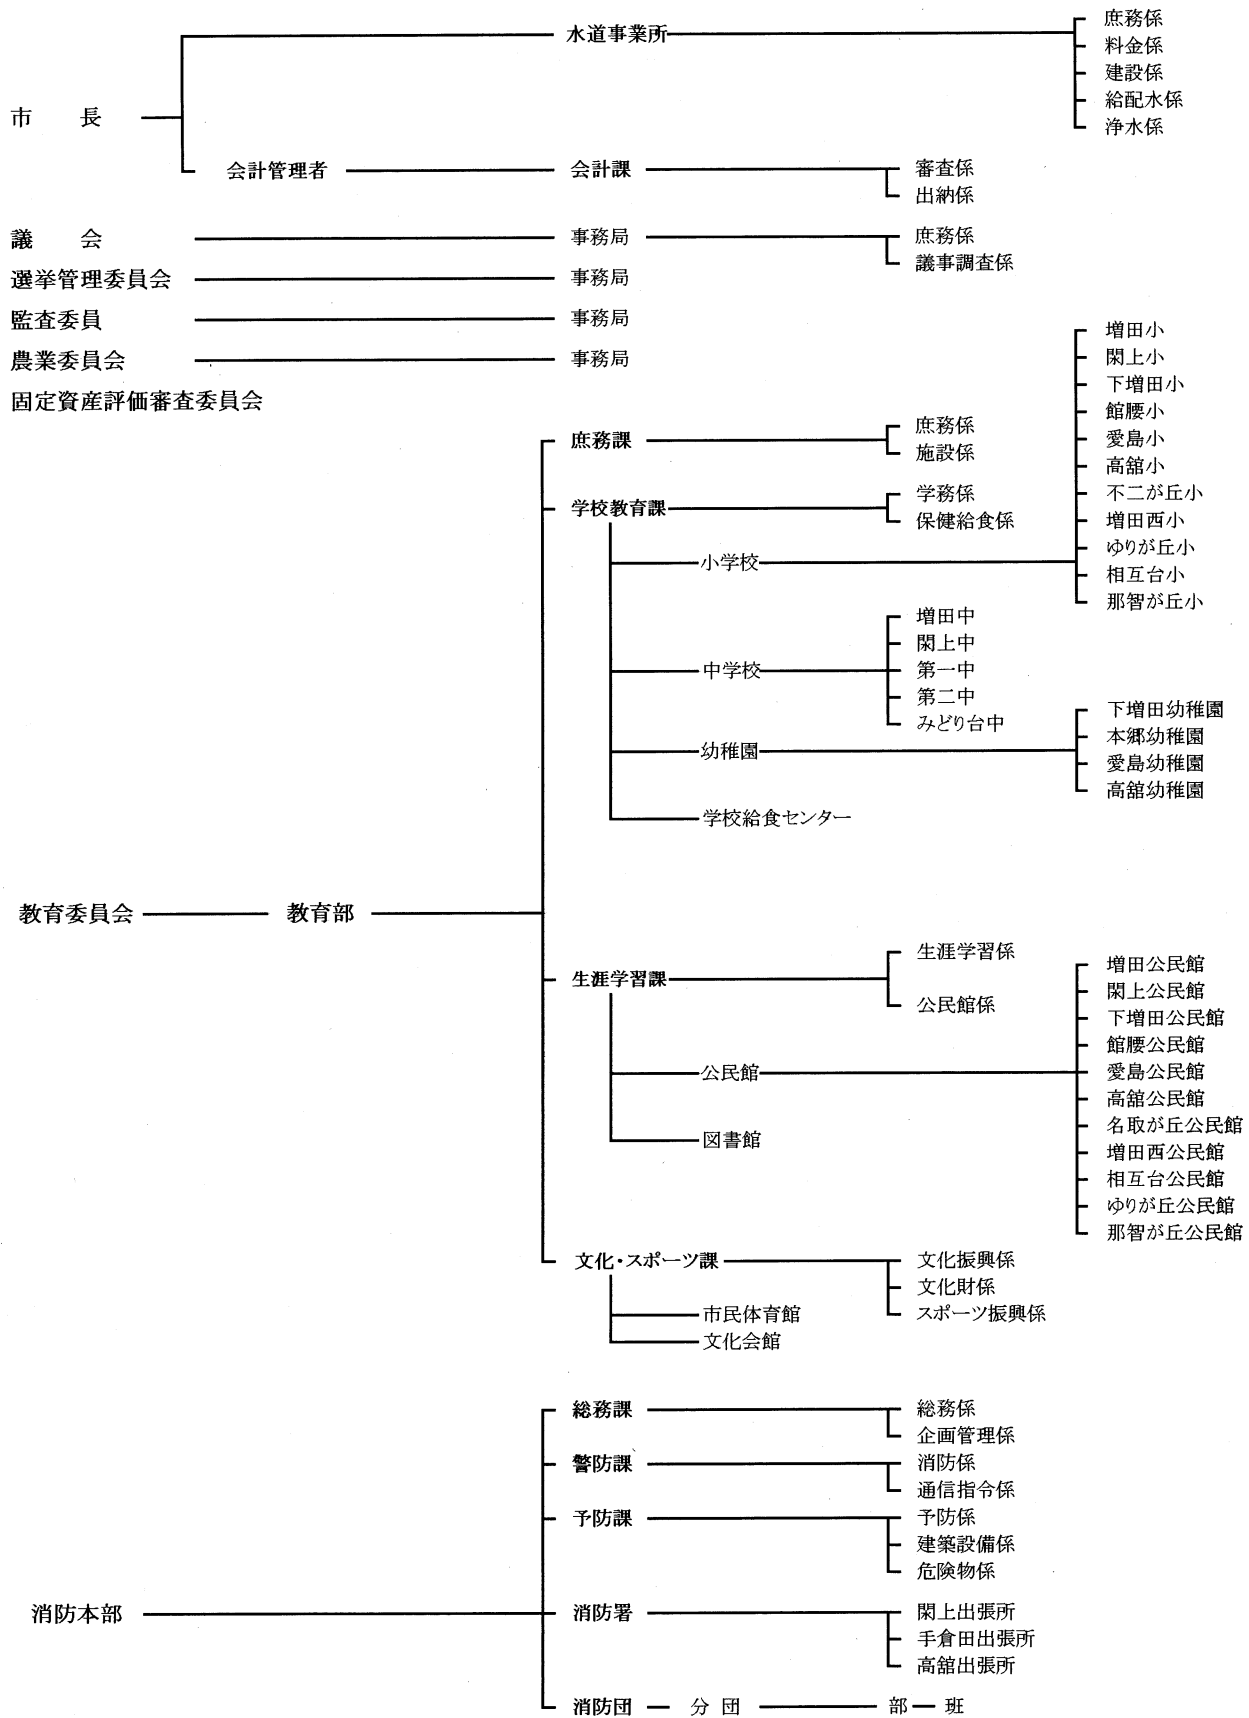 水道事業所
庶務係
料金係
建設係
給配水係
浄水係
市 長
会計管理者 会計課 審査係
出納係
議 会 事務局 庶務係
議事調査係
選挙管理委員会 事務局
監査委員 事務局
農業委員会 事務局
固定資産評価審査委員会
増田小
閖上小
下増田小
館腰小
愛島小
高舘小
不二が丘小
増田西小
ゆりが丘小
相互台小
那智が丘小
庶務課 庶務係
施設係
学校教育課 学務係
保健給食係
小学校
中学校
増田中
閖上中
第一中
第二中
みどり台中
幼稚園
下増田幼稚園
本郷幼稚園
愛島幼稚園
高舘幼稚園
学校給食センター
教育委員会 教育部
生涯学習課 生涯学習係
公民館係
公民館
増田公民館
閖上公民館
下増田公民館
館腰公民館
愛島公民館
高舘公民館
名取が丘公民館
増田西公民館
相互台公民館
ゆりが丘公民館
那智が丘公民館
図書館
文化・スポーツ課 文化振興係
文化財係
スポーツ振興係
市民体育館
文化会館
総務課 総務係
企画管理係
警防課 消防係
通信指令係
予防課 予防係
建築設備係
危険物係
消防本部 消防署 閖上出張所
手倉田出張所
高舘出張所
消防団 分 団 部 班